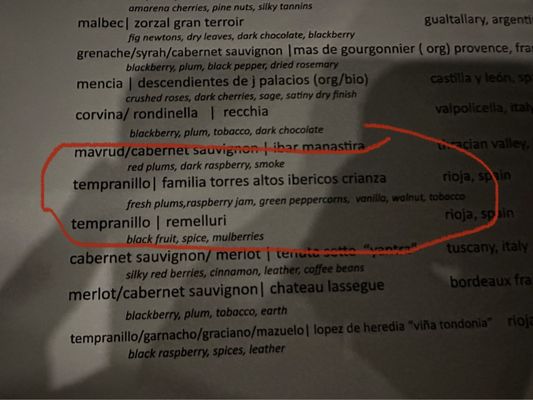 amarena cherries, pine nuts, silky tannins
malbec| zorzal gran terroir gualtallary, argenti
fig newtons, dry leaves, dark chocolate, blackberry
grenache/syrah/cabernet sauvignon |mas de gourgonnier ( org) provence, fra
blackberry, plum, black pepper, dried rosemary
mencia | descendientes de j palacios (org/bio) castilla y león, sp
crushed roses, dark cherries, sage, satiny dry finish
corvina/ rondinella | recchia valpolicella, italy
blackberry, plum, tobacco, dark chocolate
mavrud/cabernet sauvignon | ibar manastira thracian valley,
red plums, dark raspberry, smoke
tempranillo| familia torres altos ibericos crianza rioja, spain
fresh plums,raspberry jam, green peppercorns, vanilla, walnut, tobacco
tempranillo | remelluri rioja, spain
black fruit, spice, mulberries
cabernet sauvignon/ merlot | tenuta sette "yantra" tuscany, italy
silky red berries, cinnamon, leather, coffee beans
merlot/cabernet sauvignon| chateau lassegue bordeaux fra
blackberry, plum, tobacco, earth
tempranillo/garnacho/graciano/mazuelo| lopez de heredia "viña tondonia" rioja
black raspberry, spices, leather